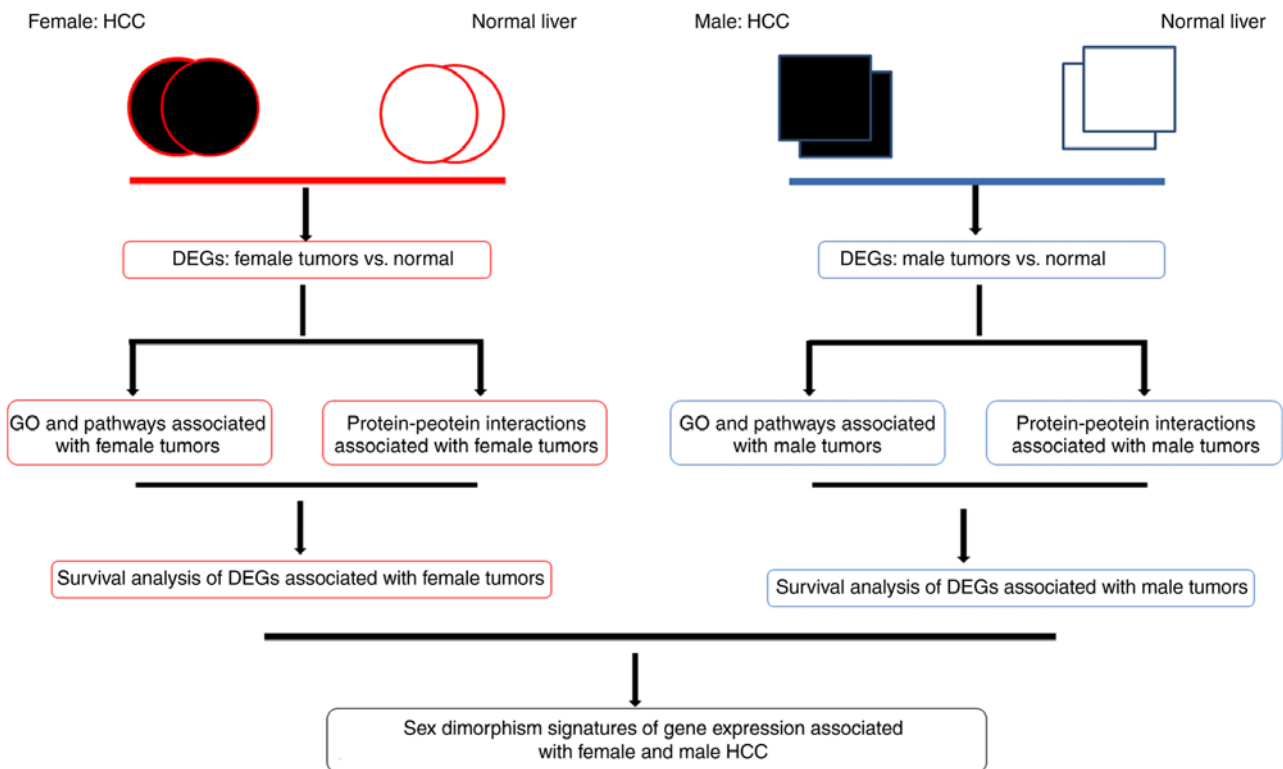 Female: HCC
Normal liver
Male: HCC
Normal liver
DEGs: female tumors vs. normal
DEGs: male tumors vs. normal
GO and pathways associated
with female tumors
Protein-peotein interactions
associated with female tumors
GO and pathways associated
with male tumors
Protein-peotein interactions
associated with male tumors
Survival analysis of DEGs associated with female tumors
Survival analysis of DEGs associated with male tumors
Sex dimorphism signatures of gene expression associated
with female and male HCC